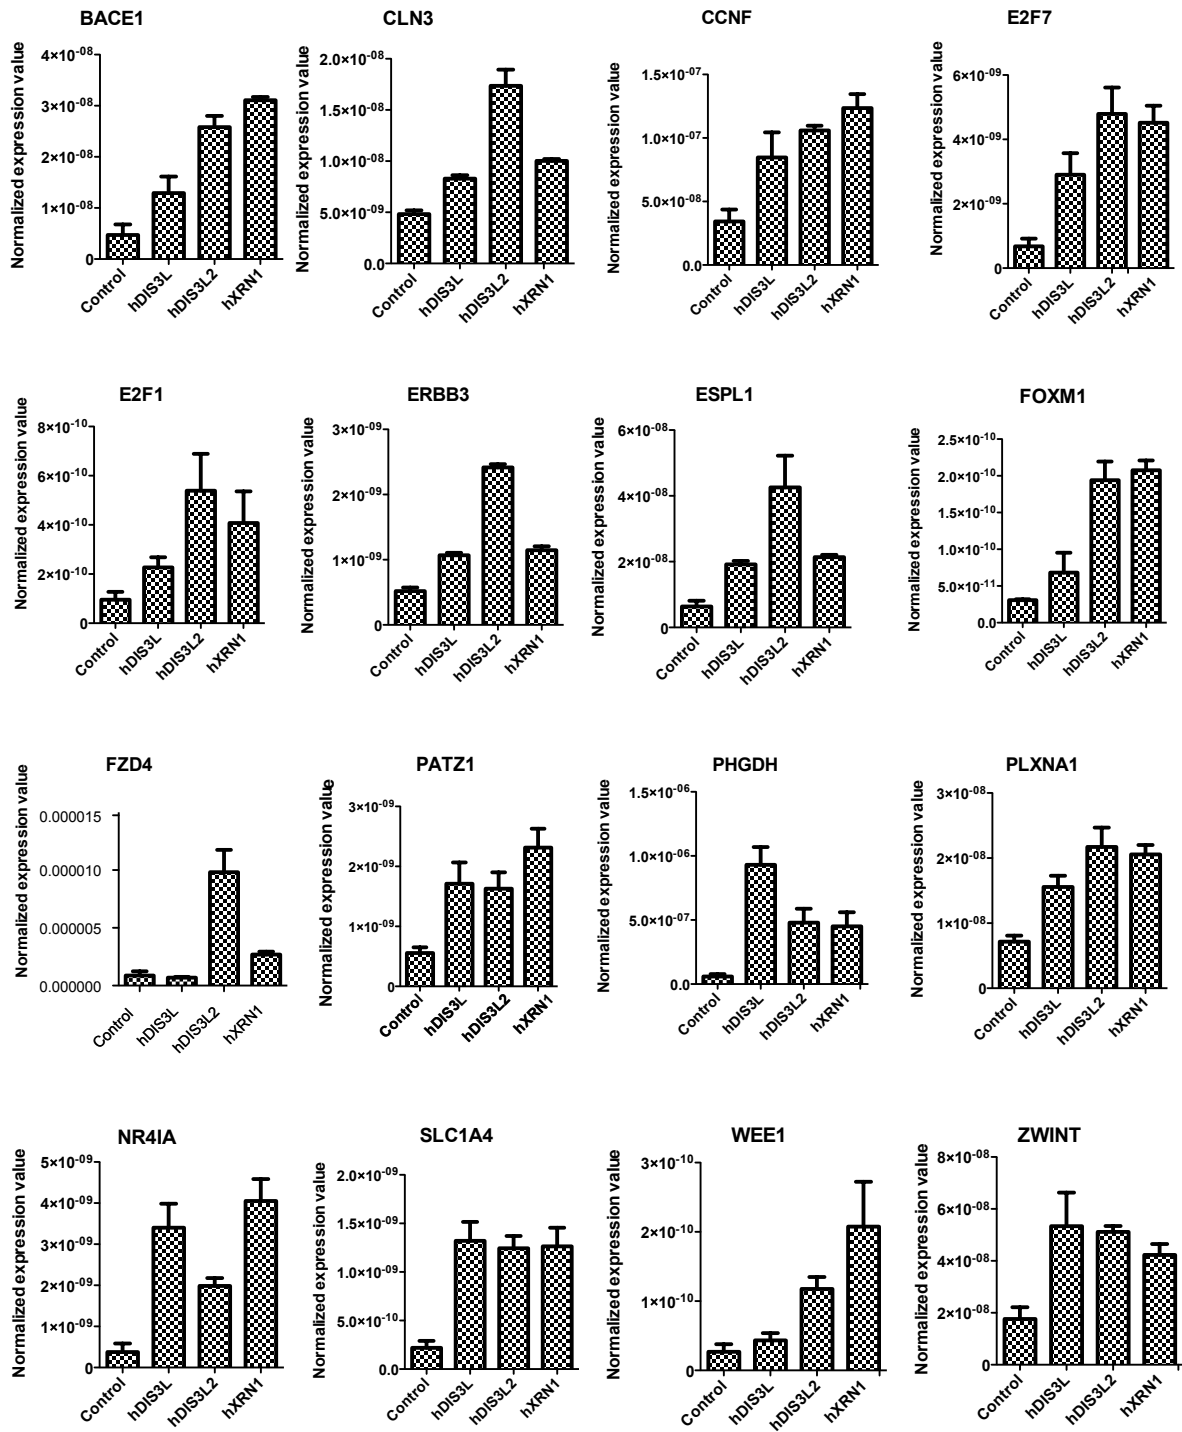 BACE1
Normalized expression value
4×10⁻⁰⁸
3×10⁻⁰⁸
2×10⁻⁰⁸
1×10⁻⁰⁸
0
Control
hDIS3L
hDIS3L2
hXRN1
CLN3
Normalized expression value
2.0×10⁻⁰⁸
1.5×10⁻⁰⁸
1.0×10⁻⁰⁸
5.0×10⁻⁰⁹
0.0
Control
hDIS3L
hDIS3L2
hXRN1
CCNF
Normalized expression value
1.5×10⁻⁰⁷
1.0×10⁻⁰⁷
5.0×10⁻⁰⁸
0.0
Control
hDIS3L
hDIS3L2
hXRN1
E2F7
Normalized expression value
6×10⁻⁰⁹
4×10⁻⁰⁹
2×10⁻⁰⁹
0
Control
hDIS3L
hDIS3L2
hXRN1
E2F1
Normalized expression value
8×10⁻¹⁰
6×10⁻¹⁰
4×10⁻¹⁰
2×10⁻¹⁰
0
Control
hDIS3L
hDIS3L2
hXRN1
ERBB3
Normalized expression value
3×10⁻⁰⁹
2×10⁻⁰⁹
1×10⁻⁰⁹
0
Control
hDIS3L
hDIS3L2
hXRN1
ESPL1
Normalized expression value
6×10⁻⁰⁸
4×10⁻⁰⁸
2×10⁻⁰⁸
0
Control
hDIS3L
hDIS3L2
hXRN1
FOXM1
Normalized expression value
2.5×10⁻¹⁰
2.0×10⁻¹⁰
1.5×10⁻¹⁰
1.0×10⁻¹⁰
5.0×10⁻¹¹
0.0
Control
hDIS3L
hDIS3L2
hXRN1
FZD4
Normalized expression value
0.000015
0.000010
0.000005
0.000000
Control
hDIS3L
hDIS3L2
hXRN1
PATZ1
Normalized expression value
3×10⁻⁰⁹
2×10⁻⁰⁹
1×10⁻⁰⁹
0
Control
hDIS3L
hDIS3L2
hXRN1
PHGDH
Normalized expression value
1.5×10⁻⁰⁶
1.0×10⁻⁰⁶
5.0×10⁻⁰⁷
0.0
Control
hDIS3L
hDIS3L2
hXRN1
PLXNA1
Normalized expression value
3×10⁻⁰⁸
2×10⁻⁰⁸
1×10⁻⁰⁸
0
Control
hDIS3L
hDIS3L2
hXRN1
NR4IA
Normalized expression value
5×10⁻⁰⁹
4×10⁻⁰⁹
3×10⁻⁰⁹
2×10⁻⁰⁹
1×10⁻⁰⁹
0
Control
hDIS3L
hDIS3L2
hXRN1
SLC1A4
Normalized expression value
2.0×10⁻⁰⁹
1.5×10⁻⁰⁹
1.0×10⁻⁰⁹
5.0×10⁻¹⁰
0.0
Control
hDIS3L
hDIS3L2
hXRN1
WEE1
Normalized expression value
3×10⁻¹⁰
2×10⁻¹⁰
1×10⁻¹⁰
0
Control
hDIS3L
hDIS3L2
hXRN1
ZWINT
Normalized expression value
8×10⁻⁰⁸
6×10⁻⁰⁸
4×10⁻⁰⁸
2×10⁻⁰⁸
0
Control
hDIS3L
hDIS3L2
hXRN1